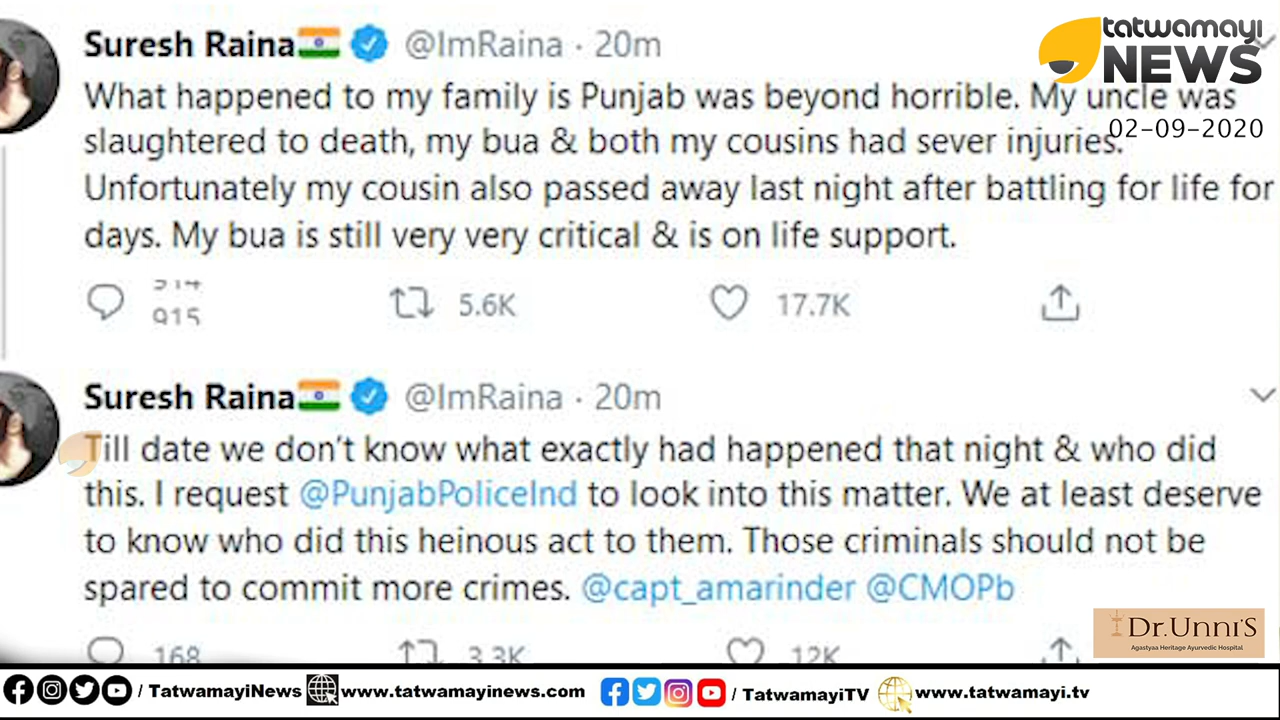 Suresh Raina @ImRaina · 20m
tatwamayi
NEWS
What happened to my family is Punjab was beyond horrible. My uncle was
02-09-2020
slaughtered to death, my bua & both my cousins had sever injuries.
Unfortunately my cousin also passed away last night after battling for life for
days. My bua is still very very critical & is on life support.
915 5.6K 17.7K
Suresh Raina @ImRaina · 20m
Till date we don't know what exactly had happened that night & who did
this. I request @PunjabPoliceInd to look into this matter. We at least deserve
to know who did this heinous act to them. Those criminals should not be
spared to commit more crimes. @capt_amarinder @CMOPb
168 3.3K 12K
Dr.Unni'S
Agastyaa Heritage Ayurvedic Hospital
/ TatwamayiNews www.tatwamayinews.com / TatwamayiTV www.tatwamayi.tv